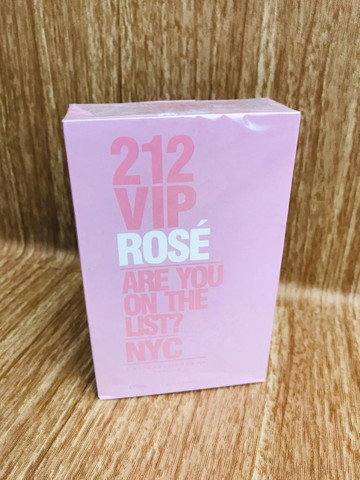 212
VIP
ROSÉ
ARE YOU
ON THE
LIST?
NYC